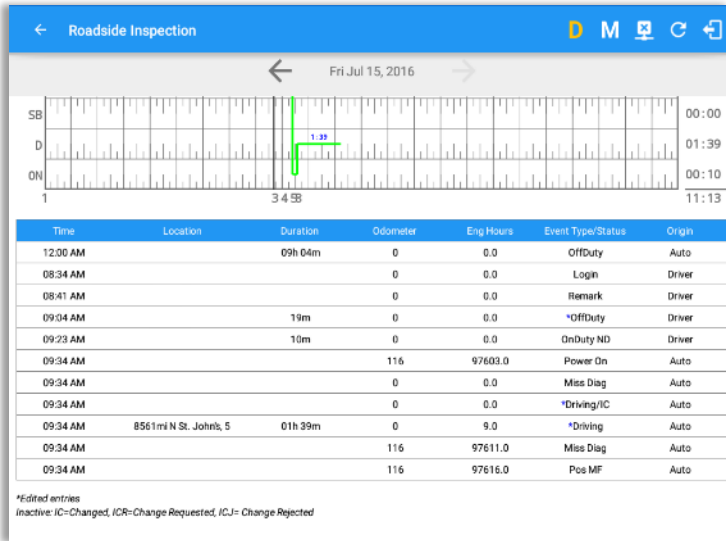 Roadside Inspection D M
Fri Jul 15, 2016
SB 00:00
1:39
D 01:39
ON 00:10
1 3 4 5 8 11:13
Time Location Duration Odometer Eng Hours Event Type/Status Origin
12:00 AM 09h 04m 0 0.0 OffDuty Auto
08:34 AM 0 0.0 Login Driver
08:41 AM 0 0.0 Remark Driver
09:04 AM 19m 0 0.0 *OffDuty Driver
09:23 AM 10m 0 0.0 OnDuty ND Driver
09:34 AM 116 97603.0 Power On Auto
09:34 AM 0 0.0 Miss Diag Auto
09:34 AM 0 0.0 *Driving/IC Auto
09:34 AM 8561mi N St. John's, 5 01h 39m 0 9.0 *Driving Auto
09:34 AM 116 97611.0 Miss Diag Auto
09:34 AM 116 97616.0 Pos MF Auto
*Edited entries
Inactive: IC=Changed, ICR=Change Requested, ICJ= Change Rejected